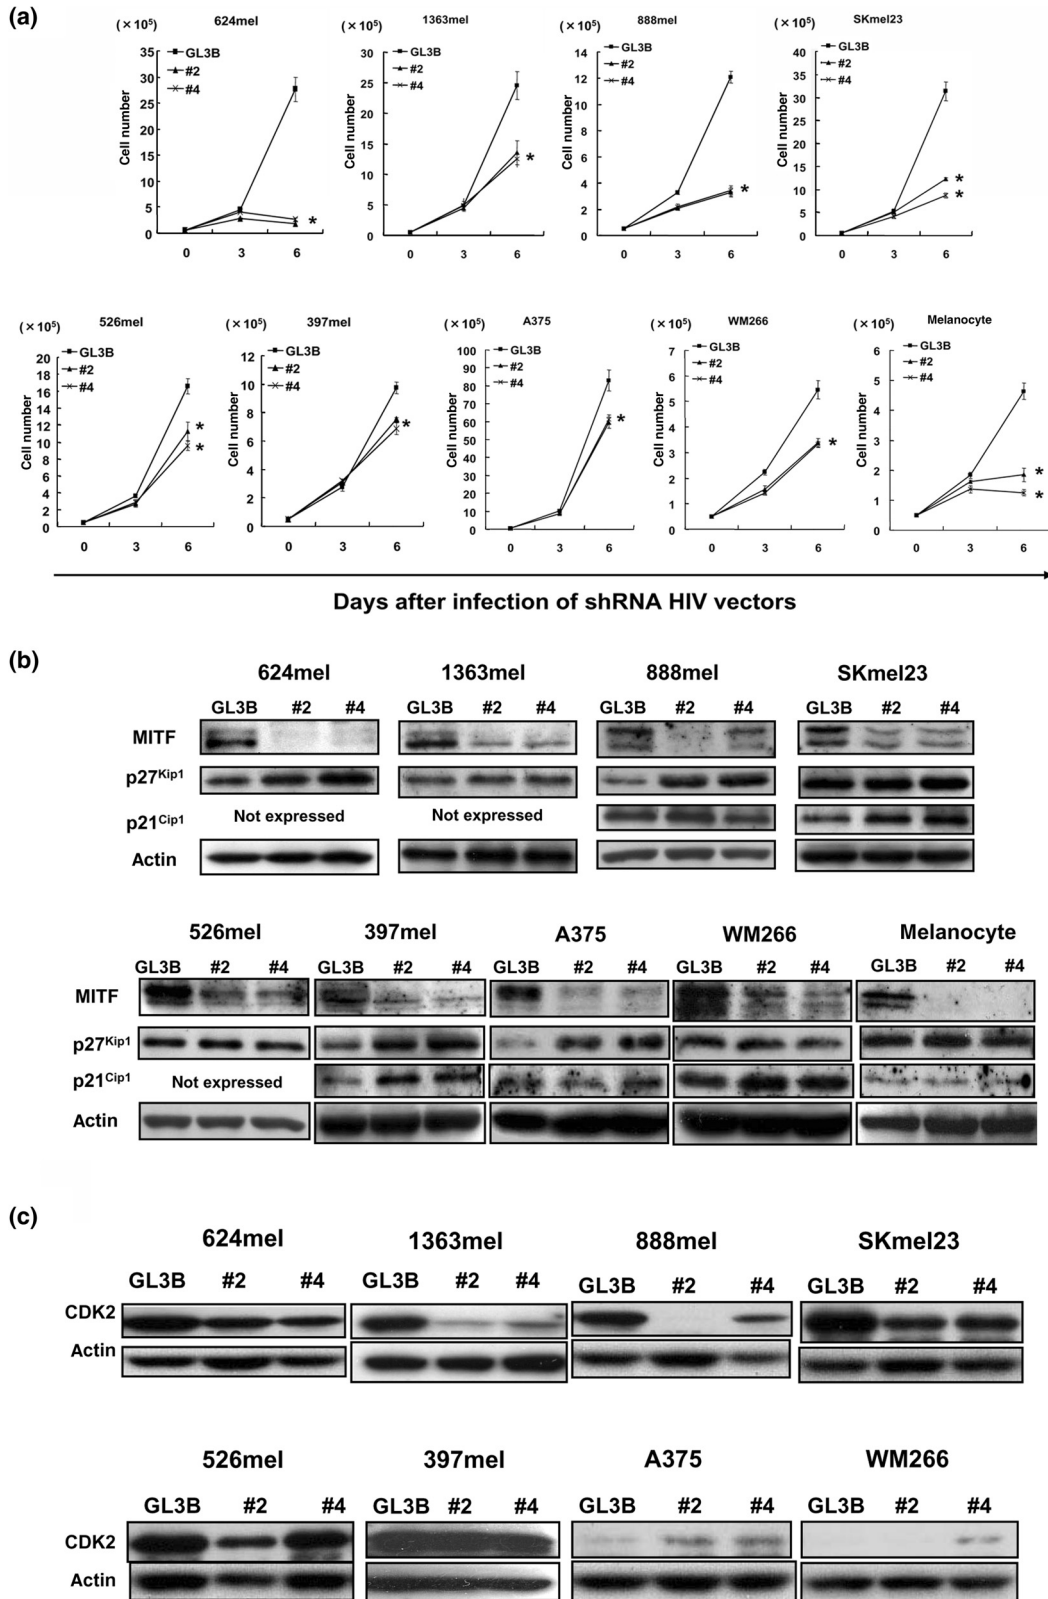 (a)
624mel
1363mel
888mel
SKmel23
(×10⁵)
(×10⁵)
(×10⁵)
(×10⁵)
35
30
25
20
15
10
5
0
Cell number
GL3B
#2
#4
*
0 3 6
30
25
20
15
10
5
0
Cell number
GL3B
#2
#4
*
0 3 6
14
12
10
8
6
4
2
0
Cell number
GL3B
#2
#4
*
0 3 6
40
35
30
25
20
15
10
5
0
Cell number
GL3B
#2
#4
*
*
0 3 6
526mel
397mel
A375
WM266
Melanocyte
(×10⁵)
(×10⁵)
(×10⁵)
(×10⁵)
(×10⁵)
20
18
16
14
12
10
8
6
4
2
0
Cell number
GL3B
#2
#4
*
*
0 3 6
12
10
8
6
4
2
0
Cell number
GL3B
#2
#4
*
0 3 6
100
90
80
70
60
50
40
30
20
10
0
Cell number
GL3B
#2
#4
*
0 3 6
7
6
5
4
3
2
1
0
Cell number
GL3B
#2
#4
*
0 3 6
6
5
4
3
2
1
0
Cell number
GL3B
#2
#4
*
*
0 3 6
Days after infection of shRNA HIV vectors
(b)
624mel 1363mel 888mel SKmel23
GL3B #2 #4 GL3B #2 #4 GL3B #2 #4 GL3B #2 #4
MITF
p27Kip1
p21Cip1 Not expressed Not expressed
Actin
526mel 397mel A375 WM266 Melanocyte
GL3B #2 #4 GL3B #2 #4 GL3B #2 #4 GL3B #2 #4 GL3B #2 #4
MITF
p27Kip1
p21Cip1 Not expressed
Actin
(c)
624mel 1363mel 888mel SKmel23
GL3B #2 #4 GL3B #2 #4 GL3B #2 #4 GL3B #2 #4
CDK2
Actin
526mel 397mel A375 WM266
GL3B #2 #4 GL3B #2 #4 GL3B #2 #4 GL3B #2 #4
CDK2
Actin